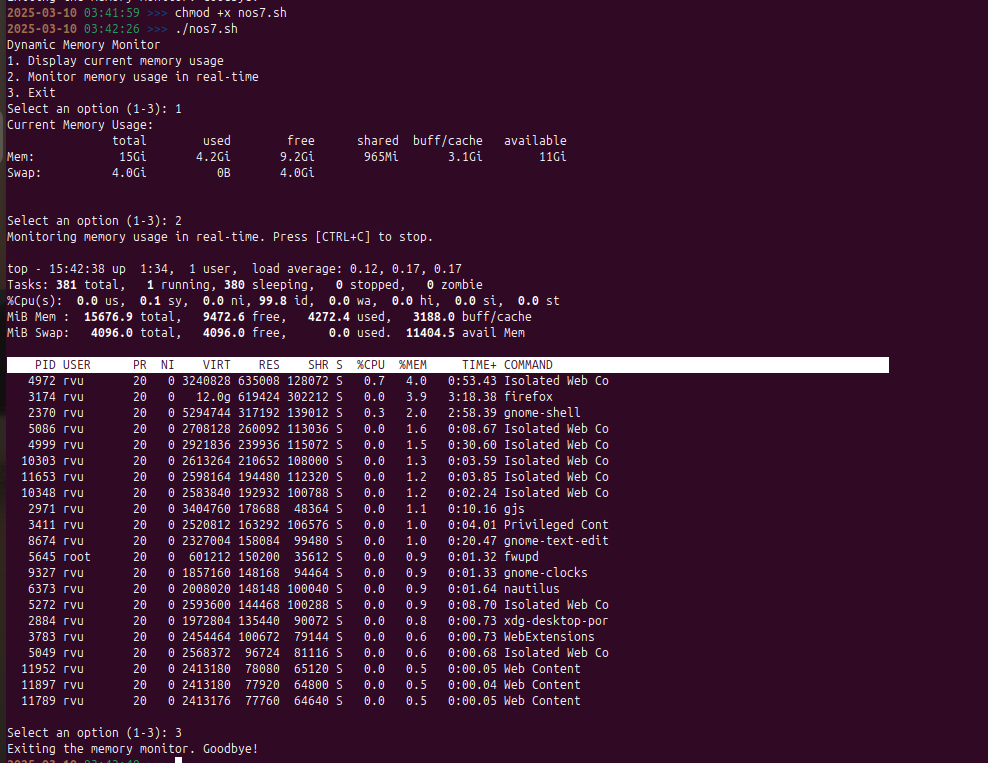 Exiting the Memory Monitor. Goodbye!
2025-03-10 03:41:59 >>> chmod +x nos7.sh
2025-03-10 03:42:26 >>> ./nos7.sh
Dynamic Memory Monitor
1. Display current memory usage
2. Monitor memory usage in real-time
3. Exit
Select an option (1-3): 1
Current Memory Usage:
               total        used        free      shared  buff/cache   available
Mem:            15Gi       4.2Gi       9.2Gi       965Mi       3.1Gi        11Gi
Swap:          4.0Gi          0B       4.0Gi
Select an option (1-3): 2
Monitoring memory usage in real-time. Press [CTRL+C] to stop.
top - 15:42:38 up  1:34,  1 user,  load average: 0.12, 0.17, 0.17
Tasks: 381 total,   1 running, 380 sleeping,   0 stopped,   0 zombie
%Cpu(s):  0.0 us,  0.1 sy,  0.0 ni, 99.8 id,  0.0 wa,  0.0 hi,  0.0 si,  0.0 st
MiB Mem :  15676.9 total,   9472.6 free,   4272.4 used,   3188.0 buff/cache
MiB Swap:   4096.0 total,   4096.0 free,      0.0 used.  11404.5 avail Mem
    PID USER      PR  NI    VIRT    RES    SHR S  %CPU  %MEM     TIME+ COMMAND
   4972 rvu       20   0 3240828 635008 128072 S   0.7   4.0   0:53.43 Isolated Web Co
   3174 rvu       20   0   12.0g 619424 302212 S   0.0   3.9   3:18.38 firefox
   2370 rvu       20   0 5294744 317192 139012 S   0.3   2.0   2:58.39 gnome-shell
   5086 rvu       20   0 2708128 260092 113036 S   0.0   1.6   0:08.67 Isolated Web Co
   4999 rvu       20   0 2921836 239936 115072 S   0.0   1.5   0:30.60 Isolated Web Co
  10303 rvu       20   0 2613264 210652 108000 S   0.0   1.3   0:03.59 Isolated Web Co
  11653 rvu       20   0 2598164 194480 112320 S   0.0   1.2   0:03.85 Isolated Web Co
  10348 rvu       20   0 2583840 192932 100788 S   0.0   1.2   0:02.24 Isolated Web Co
   2971 rvu       20   0 3404760 178688  48364 S   0.0   1.1   0:10.16 gjs
   3411 rvu       20   0 2520812 163292 106576 S   0.0   1.0   0:04.01 Privileged Cont
   8674 rvu       20   0 2327004 158084  99480 S   0.0   1.0   0:20.47 gnome-text-edit
   5645 root      20   0  601212 150200  35612 S   0.0   0.9   0:01.32 fwupd
   9327 rvu       20   0 1857160 148168  94464 S   0.0   0.9   0:01.33 gnome-clocks
   6373 rvu       20   0 2008020 148148 100040 S   0.0   0.9   0:01.64 nautilus
   5272 rvu       20   0 2593600 144468 100288 S   0.0   0.9   0:08.70 Isolated Web Co
   2884 rvu       20   0 1972804 135440  90072 S   0.0   0.8   0:00.73 xdg-desktop-por
   3783 rvu       20   0 2454464 100672  79144 S   0.0   0.6   0:00.73 WebExtensions
   5049 rvu       20   0 2568372  96724  81116 S   0.0   0.6   0:00.68 Isolated Web Co
  11952 rvu       20   0 2413180  78080  65120 S   0.0   0.5   0:00.05 Web Content
  11897 rvu       20   0 2413180  77920  64800 S   0.0   0.5   0:00.04 Web Content
  11789 rvu       20   0 2413176  77760  64640 S   0.0   0.5   0:00.05 Web Content
Select an option (1-3): 3
Exiting the memory monitor. Goodbye!
2025-03-10